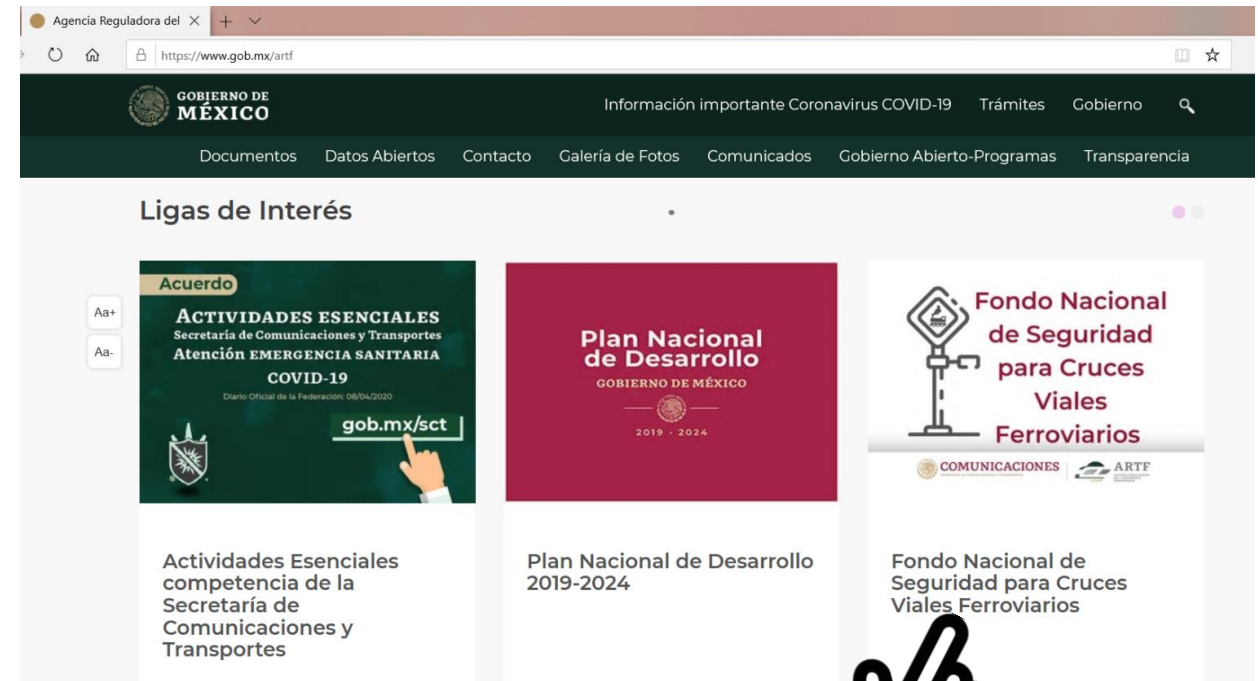 Agencia Reguladora del
https://www.gob.mx/artf
GOBIERNO DE
MÉXICO
Información importante Coronavirus COVID-19 Trámites Gobierno
Documentos Datos Abiertos Contacto Galería de Fotos Comunicados Gobierno Abierto-Programas Transparencia
Ligas de Interés
Aa+
Aa-
Acuerdo
ACTIVIDADES ESENCIALES
Secretaría de Comunicaciones y Transportes
Atención EMERGENCIA SANITARIA
COVID-19
Diario Oficial de la Federación: 08/04/2020
gob.mx/sct
Plan Nacional
de Desarrollo
GOBIERNO DE MÉXICO
2019 - 2024
Fondo Nacional
de Seguridad
para Cruces
Viales
Ferroviarios
COMUNICACIONES
ARTF
Actividades Esenciales
competencia de la
Secretaría de
Comunicaciones y
Transportes
Plan Nacional de Desarrollo
2019-2024
Fondo Nacional de
Seguridad para Cruces
Viales Ferroviarios